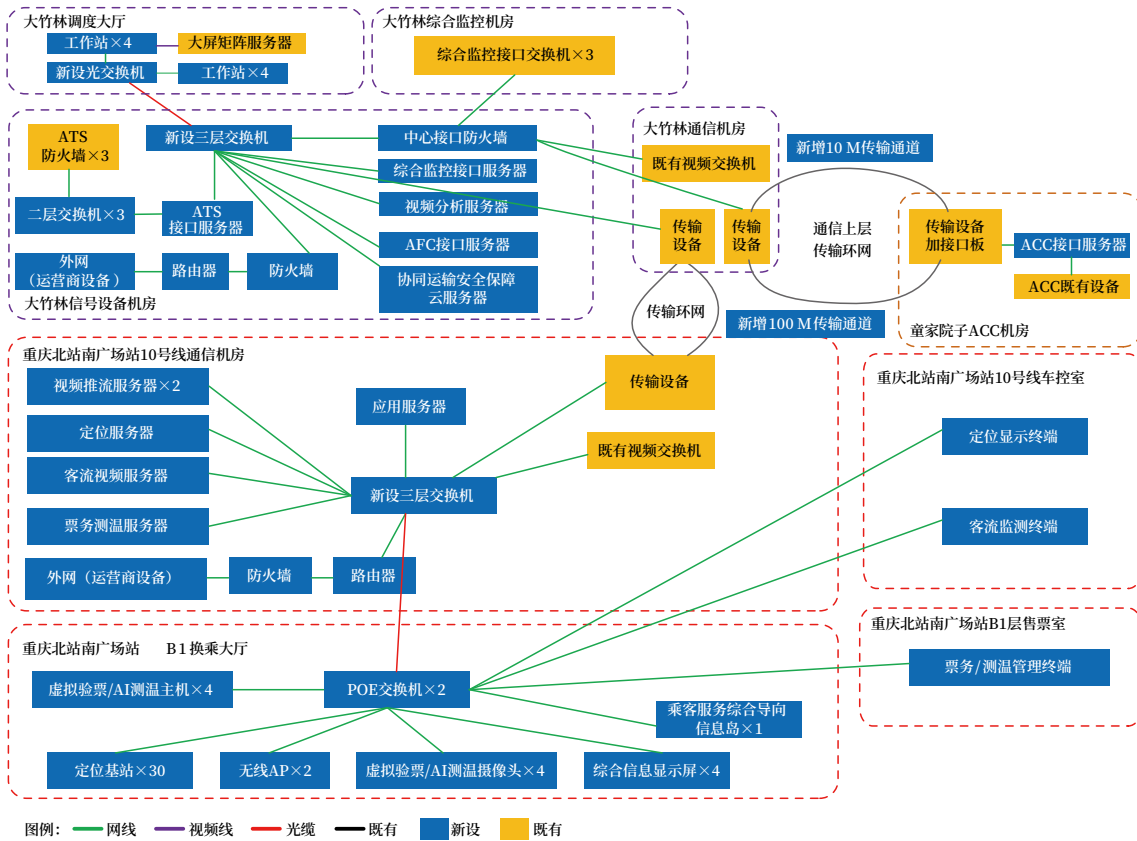 大竹林调度大厅
工作站×4
大屏矩阵服务器
新设光交换机
工作站×4
大竹林综合监控机房
综合监控接口交换机×3
ATS
防火墙×3
新设三层交换机
中心接口防火墙
综合监控接口服务器
视频分析服务器
AFC接口服务器
协同运输安全保障
云服务器
二层交换机×3
ATS
接口服务器
外网
（运营商设备）
路由器
防火墙
大竹林信号设备机房
大竹林通信机房
既有视频交换机
传输
设备
传输
设备
新增10 M传输通道
通信上层
传输环网
传输设备
加接口板
ACC接口服务器
ACC既有设备
童家院子ACC机房
传输环网
新增100 M传输通道
重庆北站南广场站10号线通信机房
视频推流服务器×2
定位服务器
客流视频服务器
票务测温服务器
外网（运营商设备）
防火墙
路由器
应用服务器
新设三层交换机
传输设备
既有视频交换机
重庆北站南广场站10号线车控室
定位显示终端
客流监测终端
重庆北站南广场站B1层售票室
票务/测温管理终端
重庆北站南广场站 B1换乘大厅
虚拟验票/AI测温主机×4
POE交换机×2
乘客服务综合导向
信息岛×1
定位基站×30
无线AP×2
虚拟验票/AI测温摄像头×4
综合信息显示屏×4
图例：
网线
视频线
光缆
既有
新设
既有